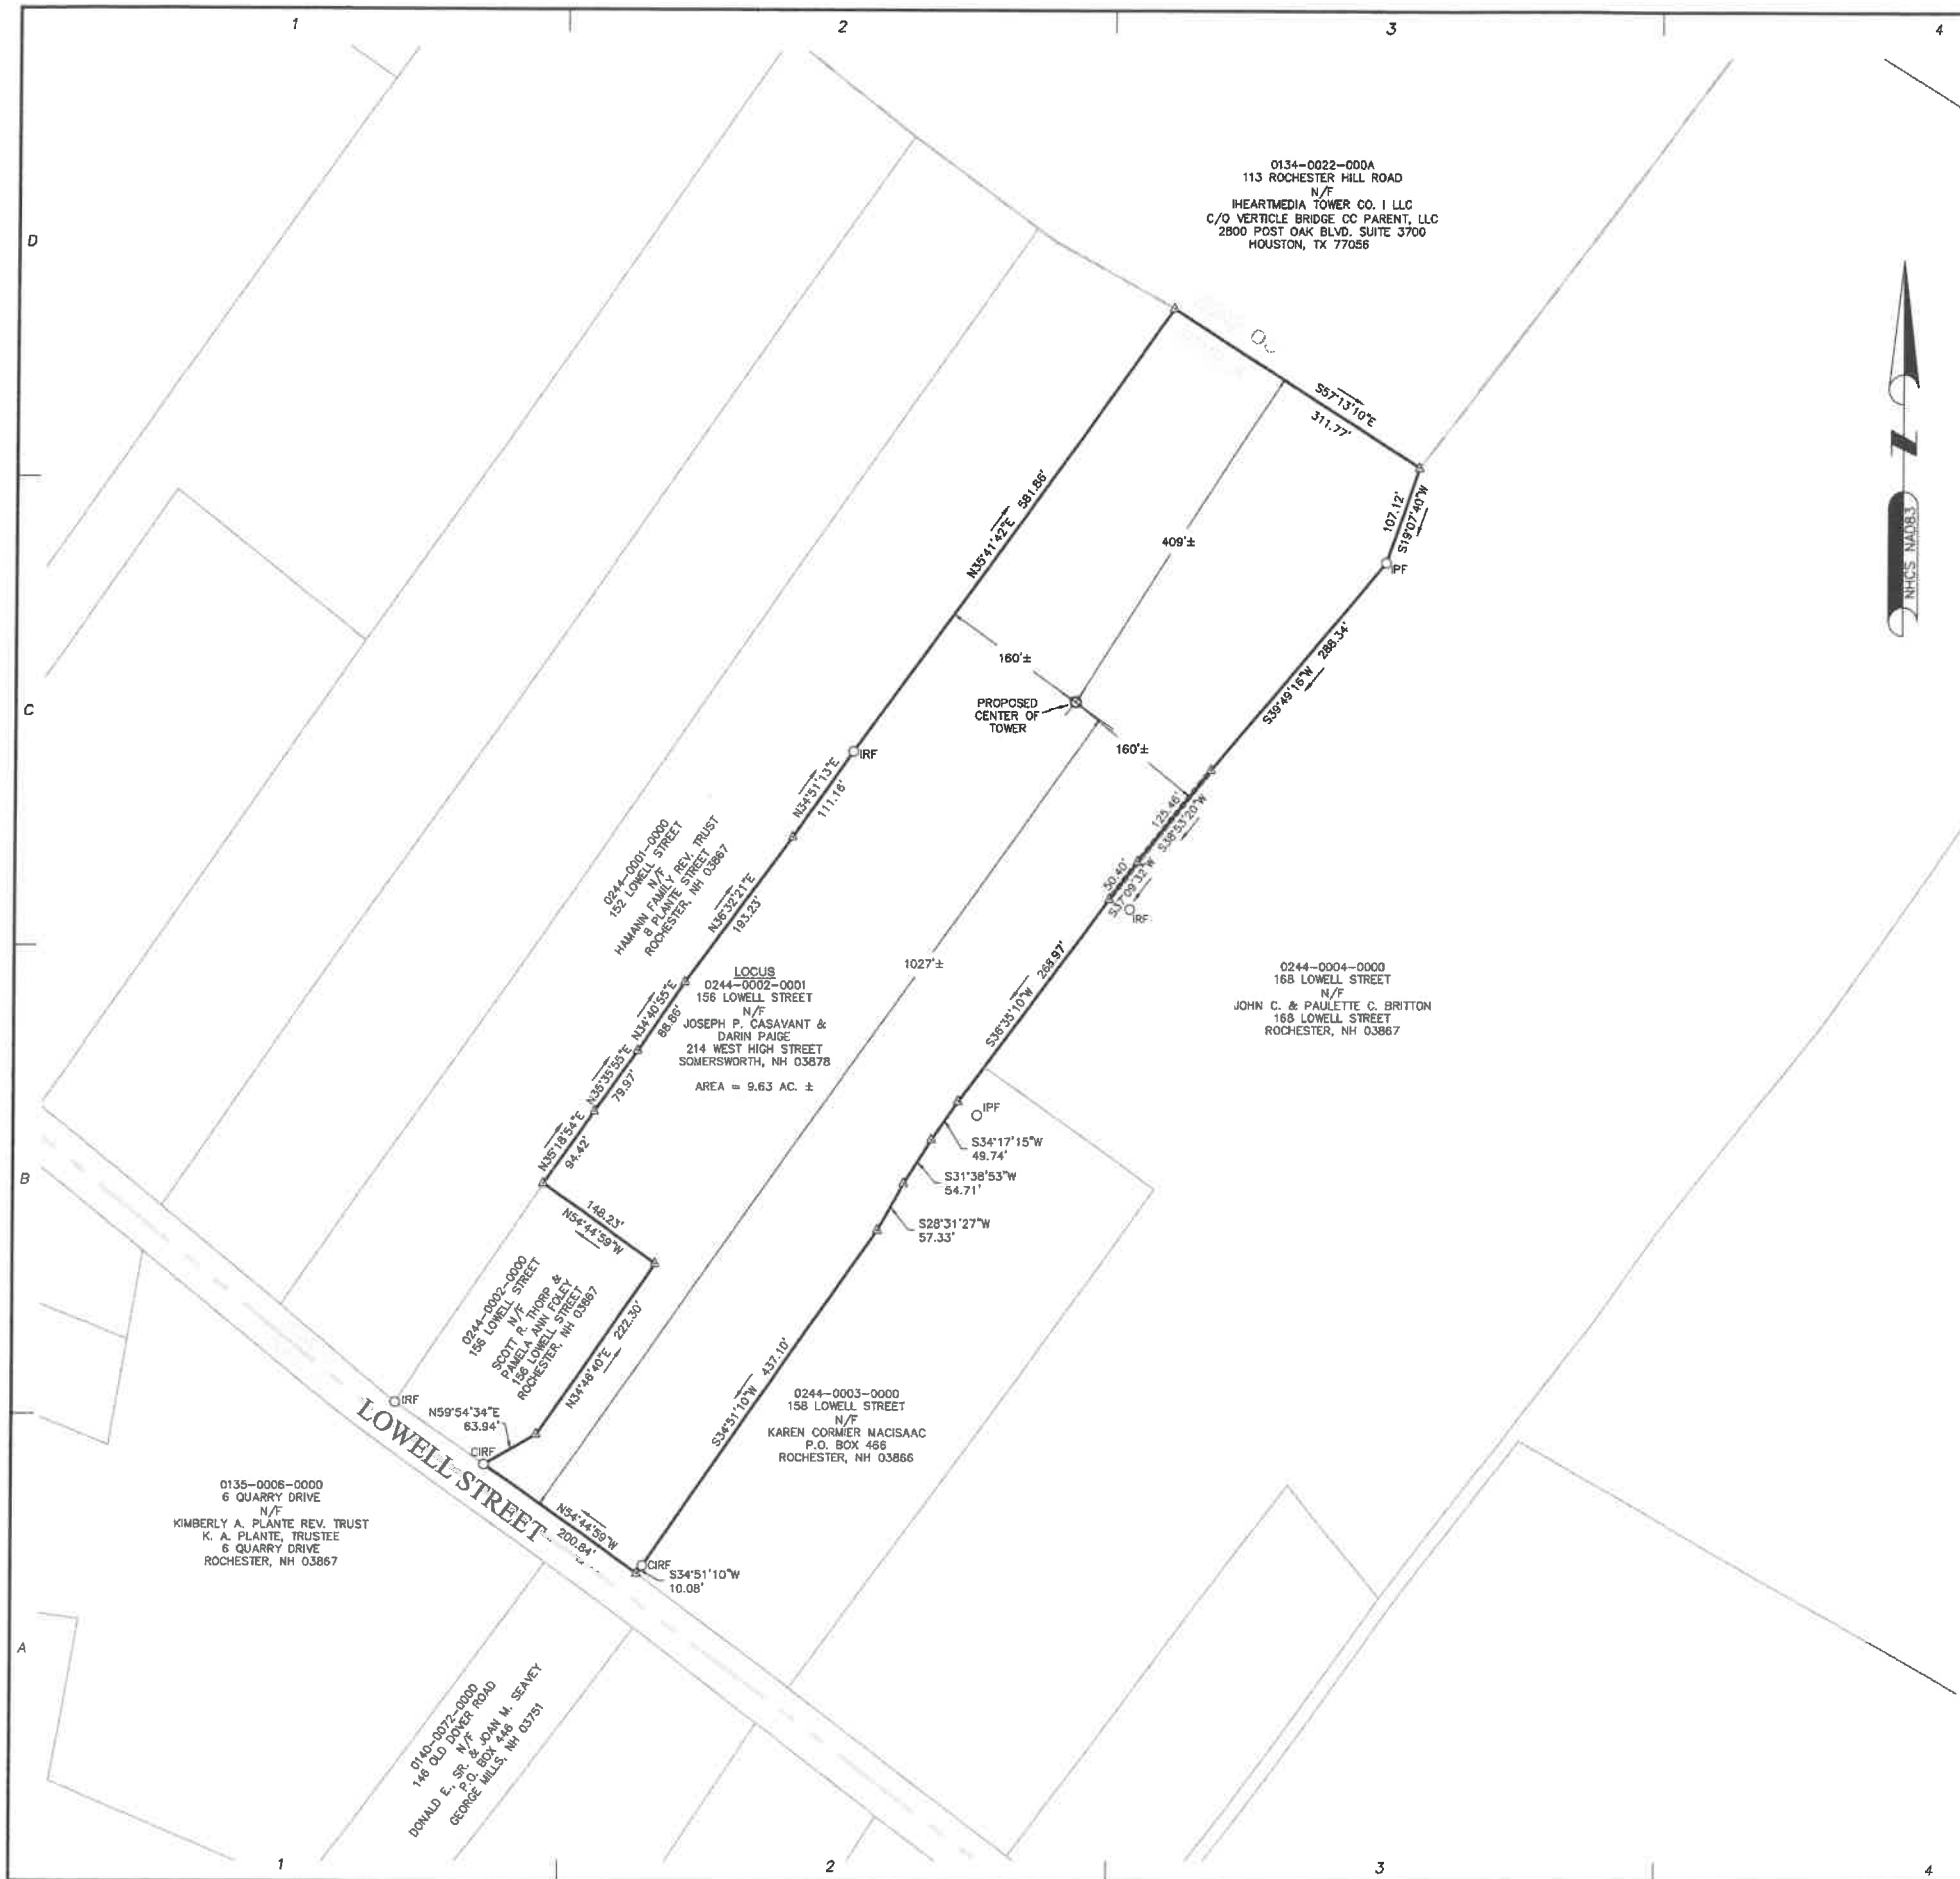 1
2
3
4
D
C
B
A
0134-0022-000A
113 ROCHESTER HILL ROAD
N/F
IHEARTMEDIA TOWER CO. I LLC
C/O VERTICLE BRIDGE CC PARENT, LLC
2800 POST OAK BLVD. SUITE 3700
HOUSTON, TX 77056
N
NHCS NAD83
S57°13'10"E
311.77'
107.12'
S19°07'40"W
IPF
N35°41'42"E 581.86'
409'±
160'±
PROPOSED
CENTER OF
TOWER
160'±
S39°49'16"W 288.34'
IRF
N34°51'13"E
111.16'
125.46'
S38°53'20"W
50.40'
S37°09'32"W
IRF
0244-0001-0000
152 LOWELL STREET
N/F
HAMANN FAMILY REV. TRUST
8 PLANTE STREET
ROCHESTER, NH 03867
N36°32'21"E
193.23'
LOCUS
0244-0002-0001
156 LOWELL STREET
N/F
JOSEPH P. CASAVANT &
DARIN PAIGE
214 WEST HIGH STREET
SOMERSWORTH, NH 03878
AREA = 9.63 AC. ±
1027'±
S36°35'10"W 268.97'
0244-0004-0000
168 LOWELL STREET
N/F
JOHN C. & PAULETTE C. BRITTON
168 LOWELL STREET
ROCHESTER, NH 03867
N34°40'55"E
88.86'
N35°35'55"E
79.97'
N35°18'54"E
94.42'
IPF
S34°17'15"W
49.74'
S31°38'53"W
54.71'
S28°31'27"W
57.33'
148.23'
N54°44'59"W
0244-0002-0000
156 LOWELL STREET
N/F
SCOTT R. THORP &
PAMELA ANN FOLEY
156 LOWELL STREET
ROCHESTER, NH 03867
N34°46'40"E 222.30'
S34°51'10"W 437.10'
IRF
N59°54'34"E
63.94'
CIRF
LOWELL STREET
0244-0003-0000
158 LOWELL STREET
N/F
KAREN CORMIER MACISAAC
P.O. BOX 466
ROCHESTER, NH 03866
0135-0006-0000
6 QUARRY DRIVE
N/F
KIMBERLY A. PLANTE REV. TRUST
K. A. PLANTE, TRUSTEE
6 QUARRY DRIVE
ROCHESTER, NH 03867
N54°44'59"W
200.84'
CIRF
S34°51'10"W
10.08'
0140-0072-0000
146 OLD DOVER ROAD
N/F
DONALD E., SR. & JOAN M. SEAVEY
P.O. BOX 446
GEORGE MILLS, NH 03751
1
2
3
4